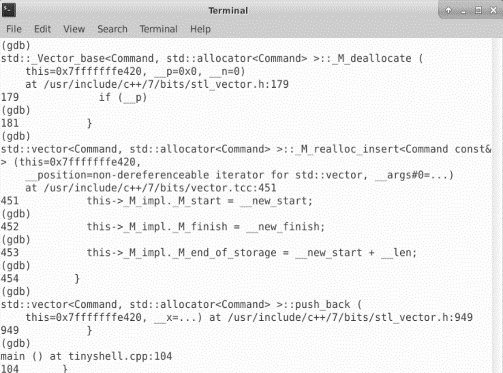 Terminal
File Edit View Search Terminal Help
(gdb)
std::_Vector_base<Command, std::allocator<Command> >::_M_deallocate (
    this=0x7fffffffe420, __p=0x0, __n=0)
    at /usr/include/c++/7/bits/stl_vector.h:179
179             if (__p)
(gdb)
181           }
(gdb)
std::vector<Command, std::allocator<Command> >::_M_realloc_insert<Command const&
> (this=0x7fffffffe420,
    __position=non-dereferenceable iterator for std::vector, __args#0=...)
    at /usr/include/c++/7/bits/vector.tcc:451
451           this->_M_impl._M_start = __new_start;
(gdb)
452           this->_M_impl._M_finish = __new_finish;
(gdb)
453           this->_M_impl._M_end_of_storage = __new_start + __len;
(gdb)
454         }
(gdb)
std::vector<Command, std::allocator<Command> >::push_back (
    this=0x7fffffffe420, __x=...) at /usr/include/c++/7/bits/stl_vector.h:949
949           }
(gdb)
main () at tinyshell.cpp:104
104       }